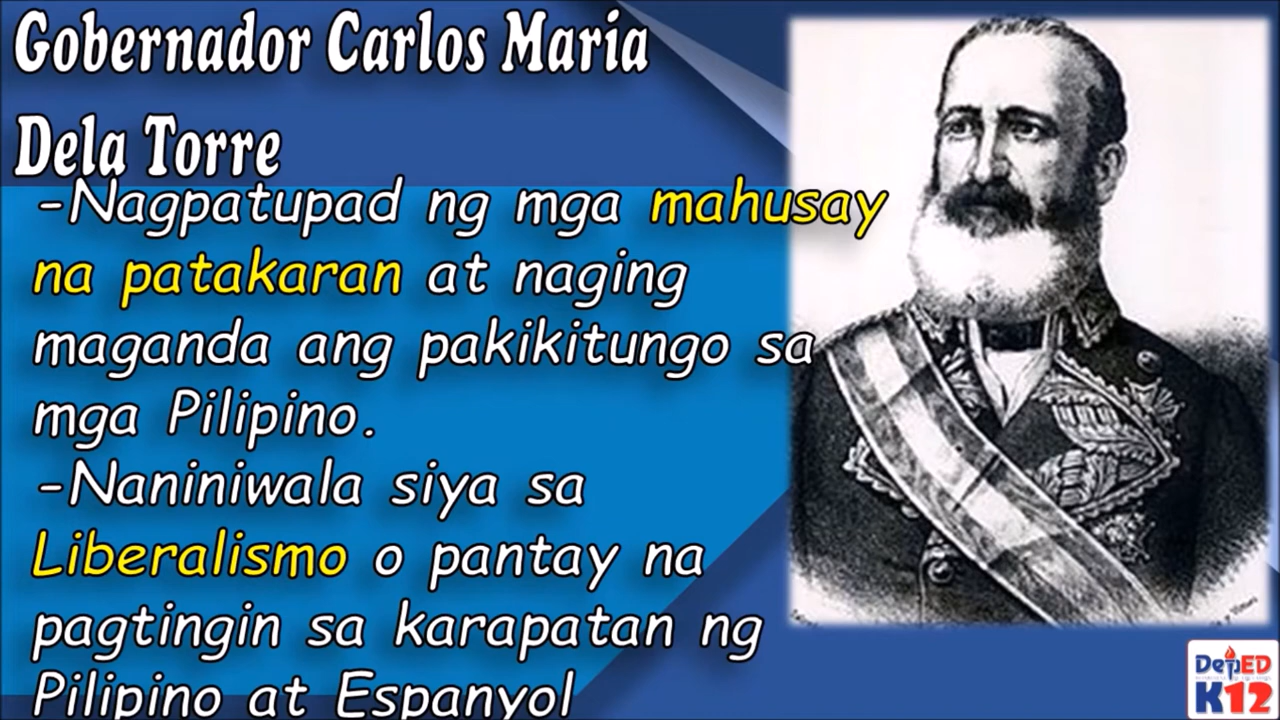 Gobernador Carlos Maria
Dela Torre
-Nagpatupad ng mga mahusay
na patakaran at naging
maganda ang pakikitungo sa
mga Pilipino.
-Naniniwala siya sa
Liberalismo o pantay na
pagtingin sa karapatan ng
Pilipino at Espanyol
DepED
K12